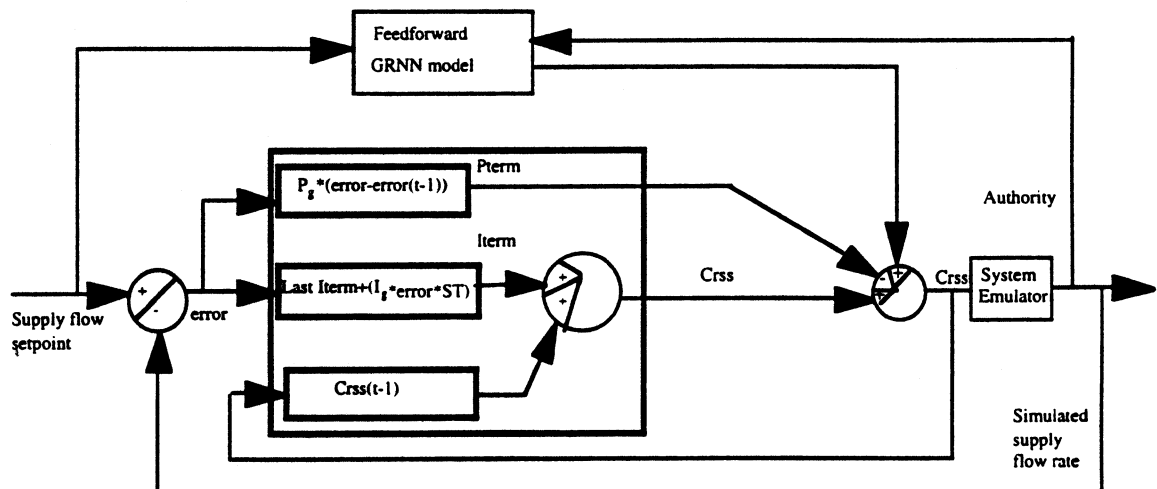 Feedforward
GRNN model
Pterm
P_g*(error-error(t-1))
Authority
Iterm
Last Iterm+(I_g*error*ST)
+
+
Crss
-
+
+
Crss
System
Emulator
+
-
error
Supply flow
setpoint
Crss(t-1)
Simulated
supply
flow rate